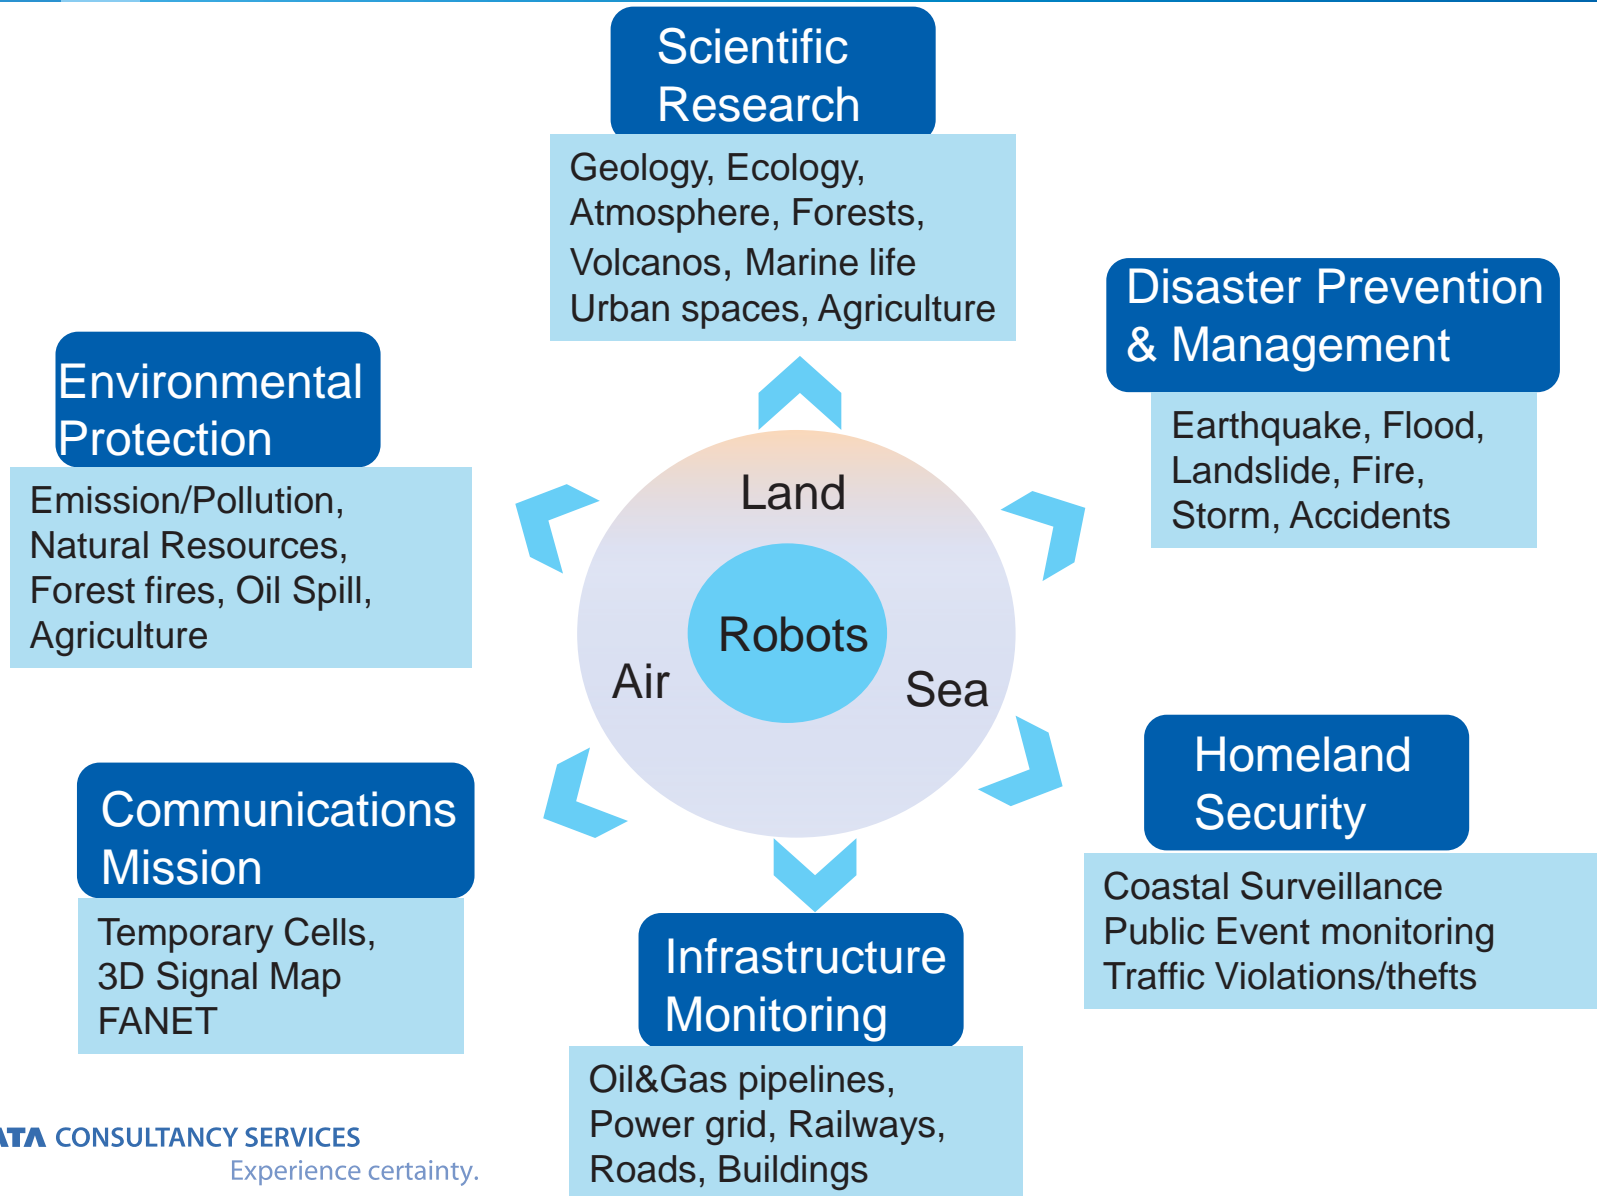 Scientific
Research
Geology, Ecology,
Atmosphere, Forests,
Volcanos, Marine life
Urban spaces, Agriculture
Disaster Prevention
& Management
Earthquake, Flood,
Landslide, Fire,
Storm, Accidents
Environmental
Protection
Emission/Pollution,
Natural Resources,
Forest fires, Oil Spill,
Agriculture
Land
Robots
Air
Sea
Homeland
Security
Coastal Surveillance
Public Event monitoring
Traffic Violations/thefts
Communications
Mission
Temporary Cells,
3D Signal Map
FANET
Infrastructure
Monitoring
Oil&Gas pipelines,
Power grid, Railways,
Roads, Buildings
ATA CONSULTANCY SERVICES
Experience certainty.